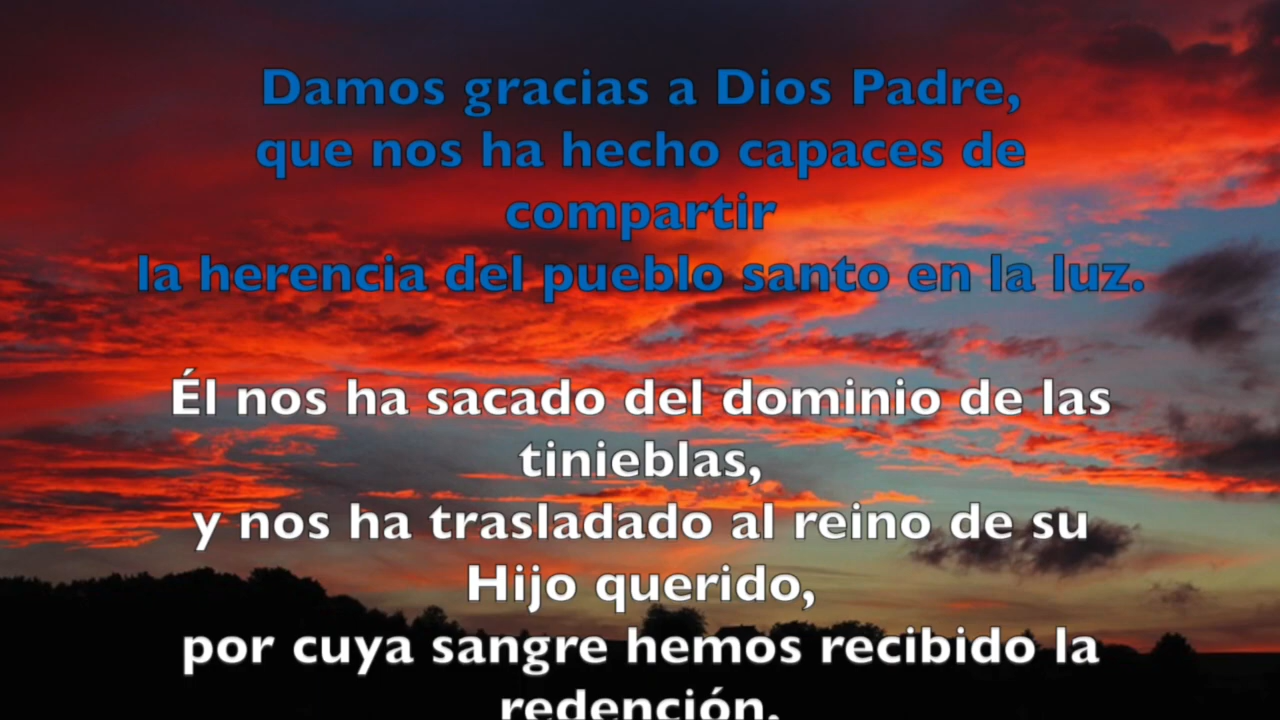 Damos gracias a Dios Padre,
que nos ha hecho capaces de
compartir
la herencia del pueblo santo en la luz.
Él nos ha sacado del dominio de las
tinieblas,
y nos ha trasladado al reino de su
Hijo querido,
por cuya sangre hemos recibido la
redención,